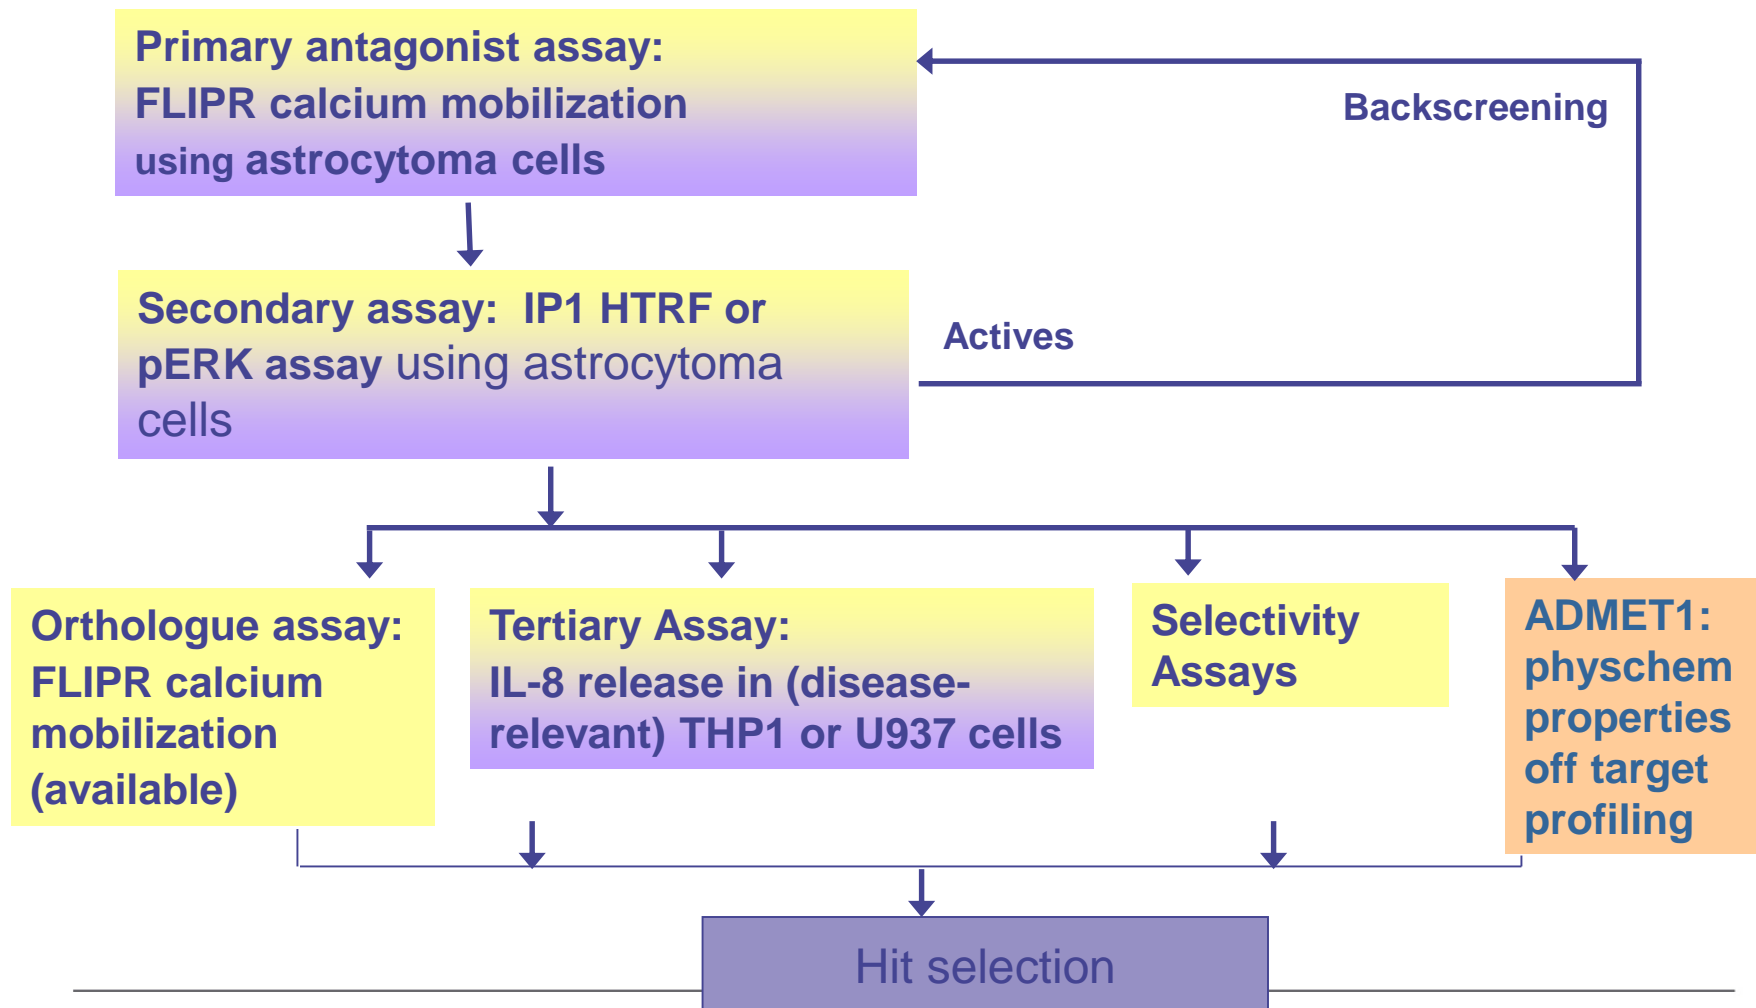 Primary antagonist assay:
FLIPR calcium mobilization
using astrocytoma cells
Backscreening
Secondary assay:  IP1 HTRF or
pERK assay using astrocytoma
cells
Actives
Orthologue assay:
FLIPR calcium
mobilization
(available)
Tertiary Assay:
IL-8 release in (disease-
relevant) THP1 or U937 cells
Selectivity
Assays
ADMET1:
physchem
properties
off target
profiling
Hit selection